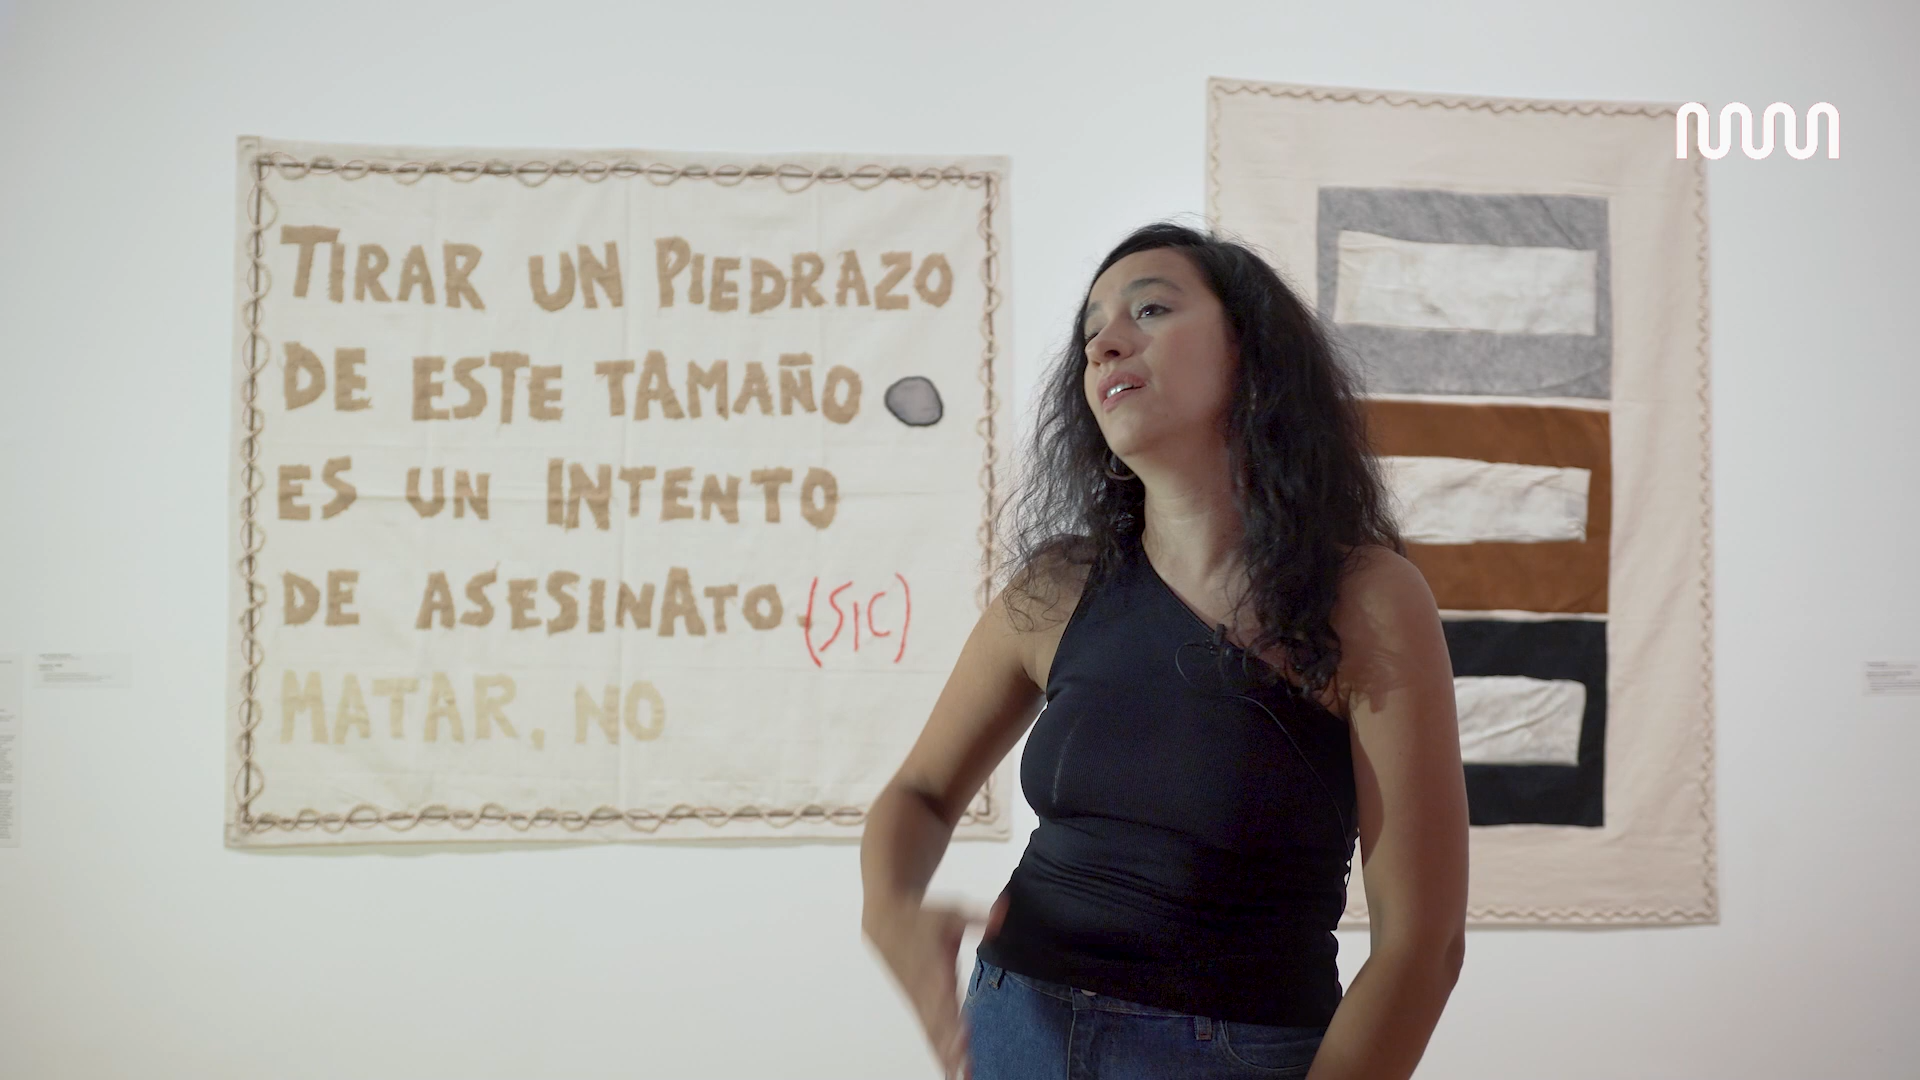 TIRAR UN PIEDRAZO
DE ESTE TAMAÑO
ES UN INTENTO
DE ASESINATO (SIC)
MATAR, NO